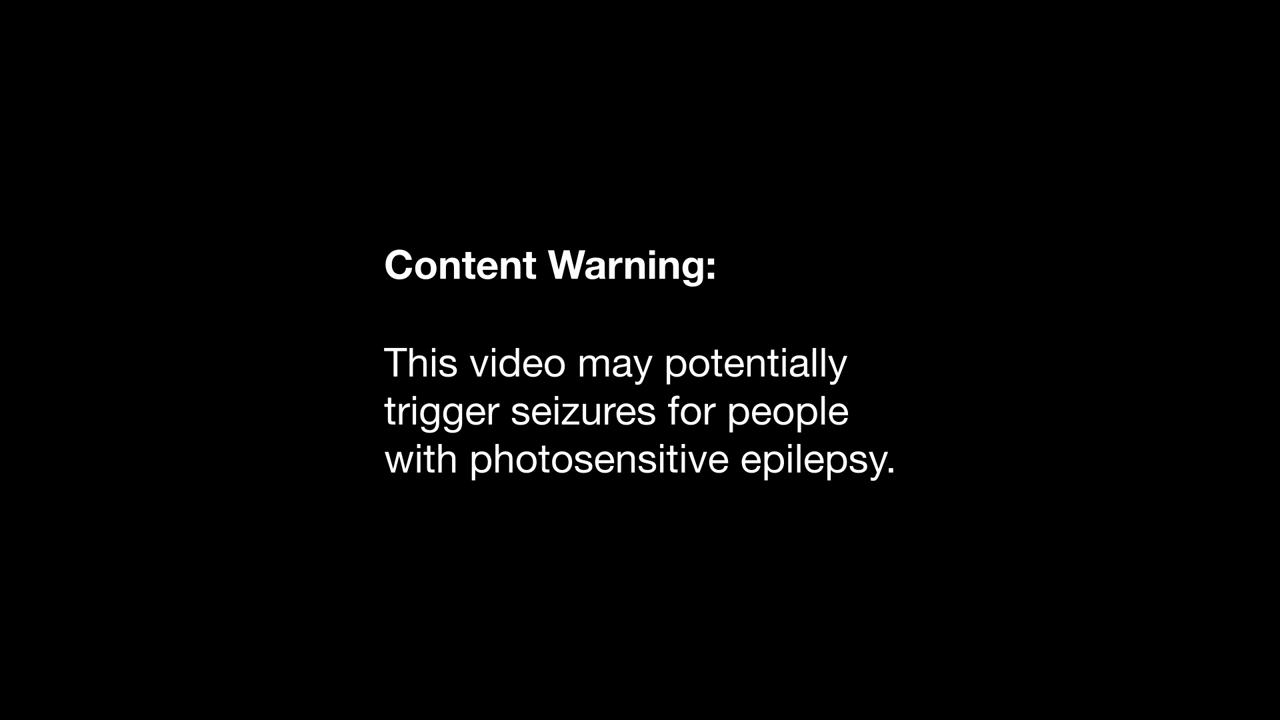 Content Warning:
This video may potentially
trigger seizures for people
with photosensitive epilepsy.